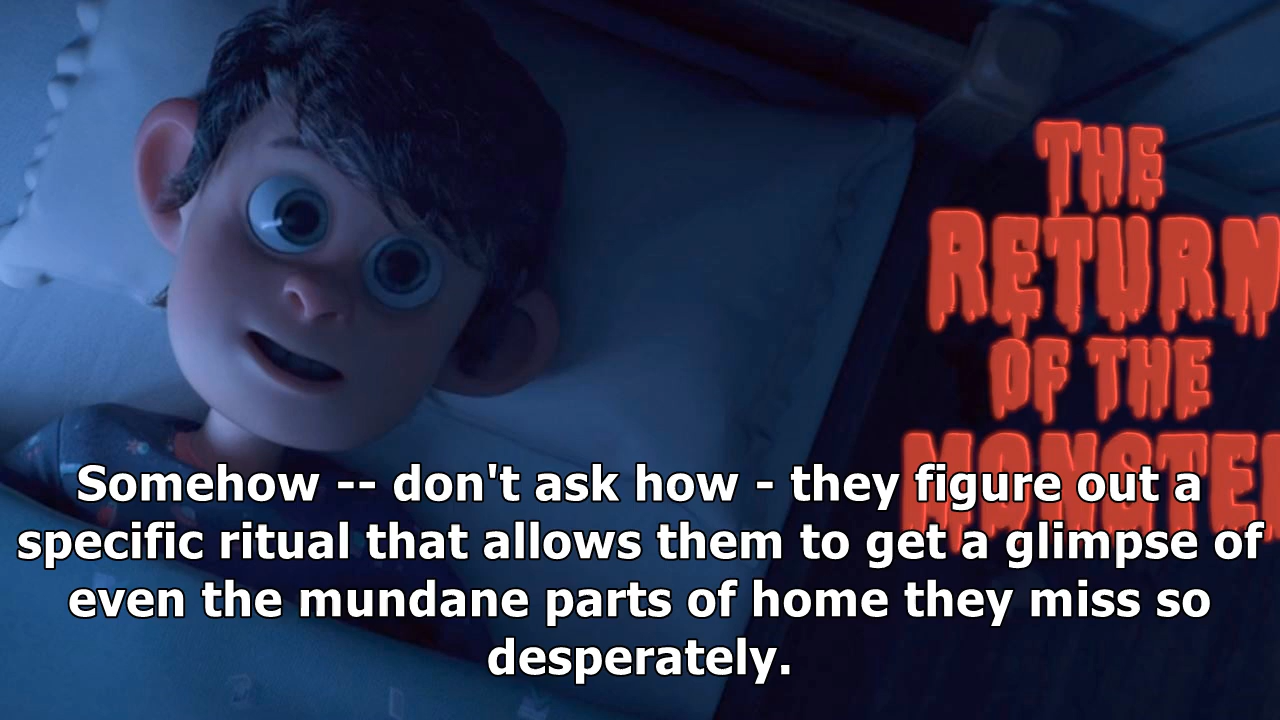 THE
RETURN
OF THE
MONSTER
Somehow -- don't ask how - they figure out a
specific ritual that allows them to get a glimpse of
even the mundane parts of home they miss so
desperately.